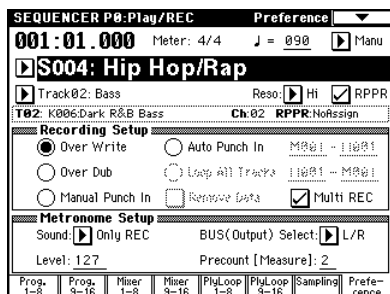 SEQUENCER P0:Play/REC Preference
001:01.000 Meter: 4/4 ♩ = 090 Manu
S004: Hip Hop/Rap
Track02: Bass Reso: Hi RPPR
T02: K006:Dark R&B Bass Ch:02 RPPR:NoAssign
Recording Setup
Over Write Auto Punch In M001 - M001
Over Dub Loop All Tracks M001 - M001
Manual Punch In Remove Data Multi REC
Metronome Setup
Sound: Only REC BUS(Output) Select: L/R
Level: 127 Precount [Measure]: 2
Prog. 1-8 Prog. 9-16 Mixer 1-8 Mixer 9-16 PlyLoop 1-8 PlyLoop 9-16 Sampling Prefe- rence